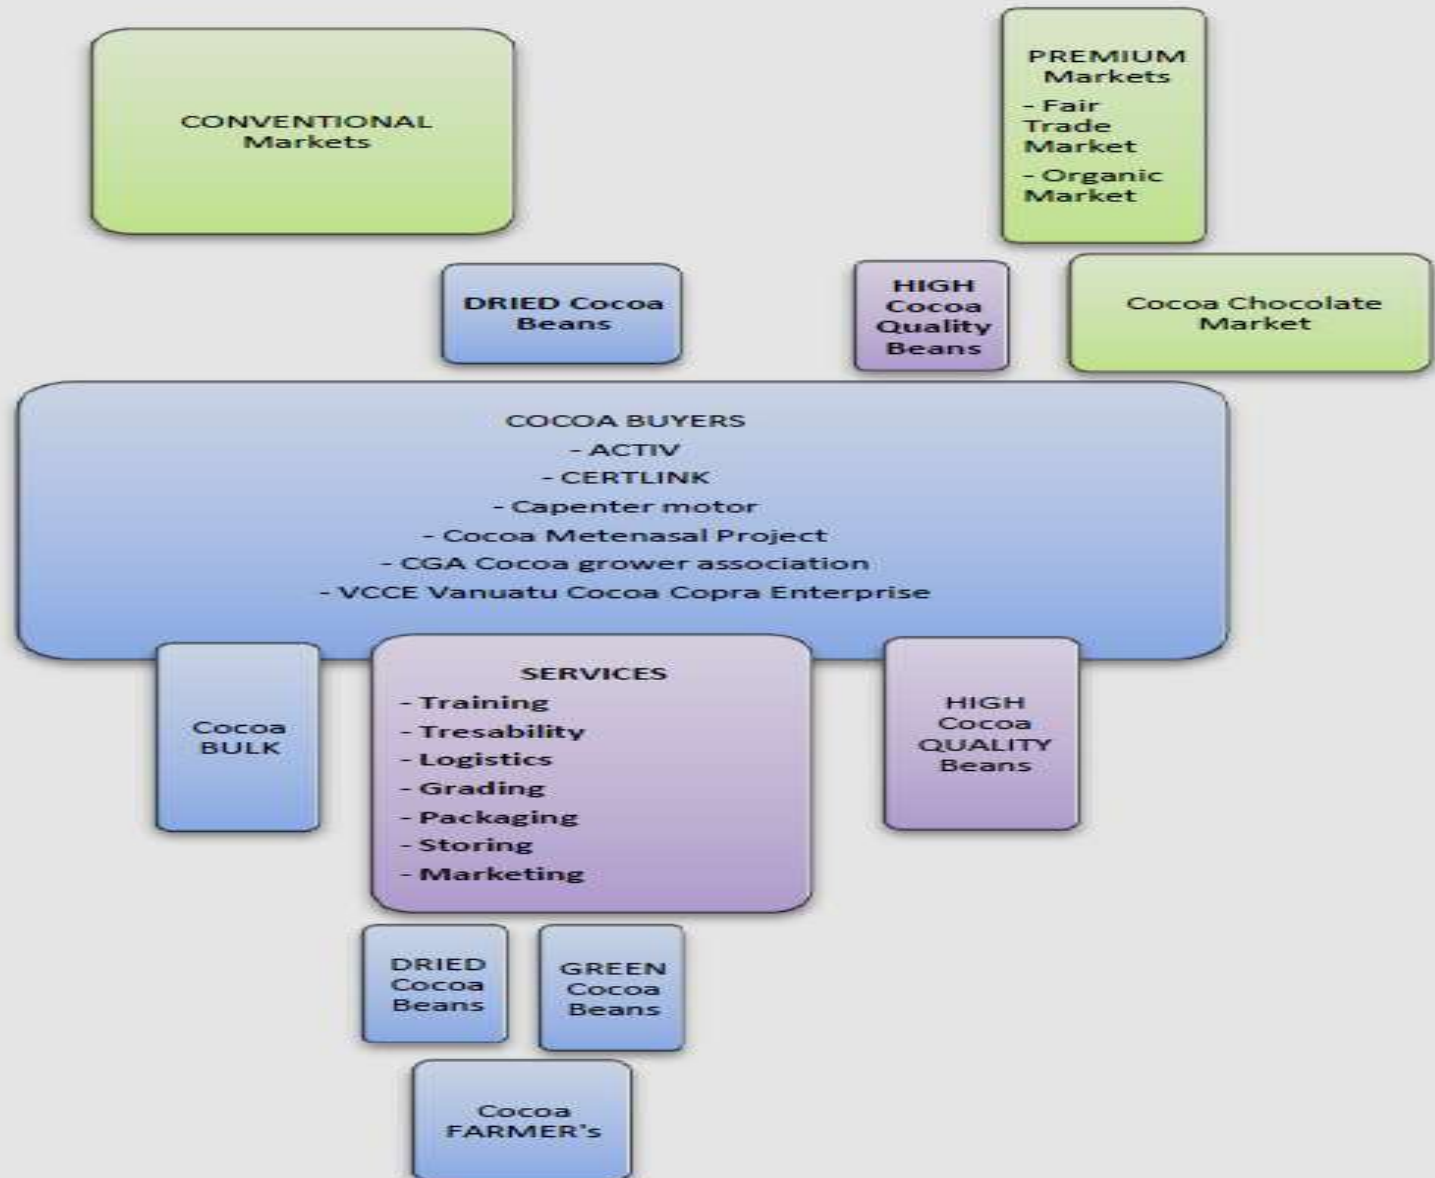 CONVENTIONAL
Markets
PREMIUM
Markets
- Fair
Trade
Market
- Organic
Market
DRIED Cocoa
Beans
HIGH
Cocoa
Quality
Beans
Cocoa Chocolate
Market
COCOA BUYERS
- ACTIV
- CERTLINK
- Capenter motor
- Cocoa Metenasal Project
- CGA Cocoa grower association
- VCCE Vanuatu Cocoa Copra Enterprise
Cocoa
BULK
SERVICES
- Training
- Tresability
- Logistics
- Grading
- Packaging
- Storing
- Marketing
HIGH
Cocoa
QUALITY
Beans
DRIED
Cocoa
Beans
GREEN
Cocoa
Beans
Cocoa
FARMER's